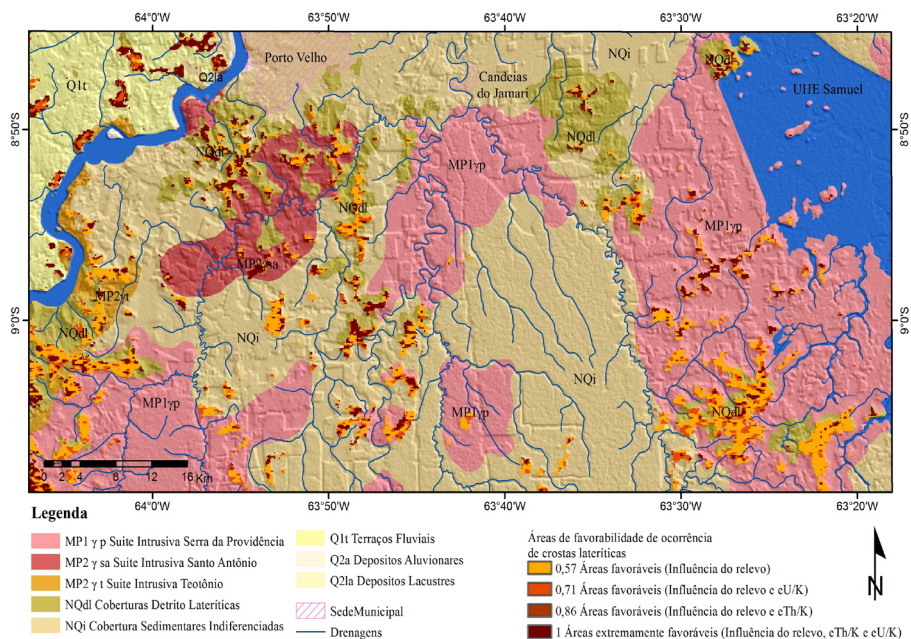 64°0'W 63°50'W 63°40'W 63°30'W 63°20'W
Porto Velho
Q2la
Q1t
Candeias
do Jamari
NQi
NQdl
UHE Samuel
8°50'S 8°50'S
NQdl
NQdl
MP1γp
NQdl
MP1γp
MP2γsa
MP2γt
9°0'S 9°0'S
NQdl
NQi
NQi
MP1γp
MP1γp
NQdl
0 2 4 8 12 16
Km
64°0'W 63°50'W 63°40'W 63°30'W 63°20'W
Legenda
MP1 γ p Suite Intrusiva Serra da Providência
MP2 γ sa Suite Intrusiva Santo Antônio
MP2 γ t Suite Intrusiva Teotônio
NQdl Coberturas Detrito Lateríticas
NQi Cobertura Sedimentares Indiferenciadas
Q1t Terraços Fluviais
Q2a Depositos Aluvionares
Q2la Depositos Lacustres
SedeMunicipal
Drenagens
Áreas de favorabilidade de ocorrência
de crostas lateríticas
0,57 Áreas favoráveis (Influência do relevo)
0,71 Áreas favoráveis (Influência do relevo e eU/K)
0,86 Áreas favoráveis (Influência do relevo e eTh/K)
1 Áreas extremamente favoráveis (Influência do relevo, eTh/K e eU/K)
N